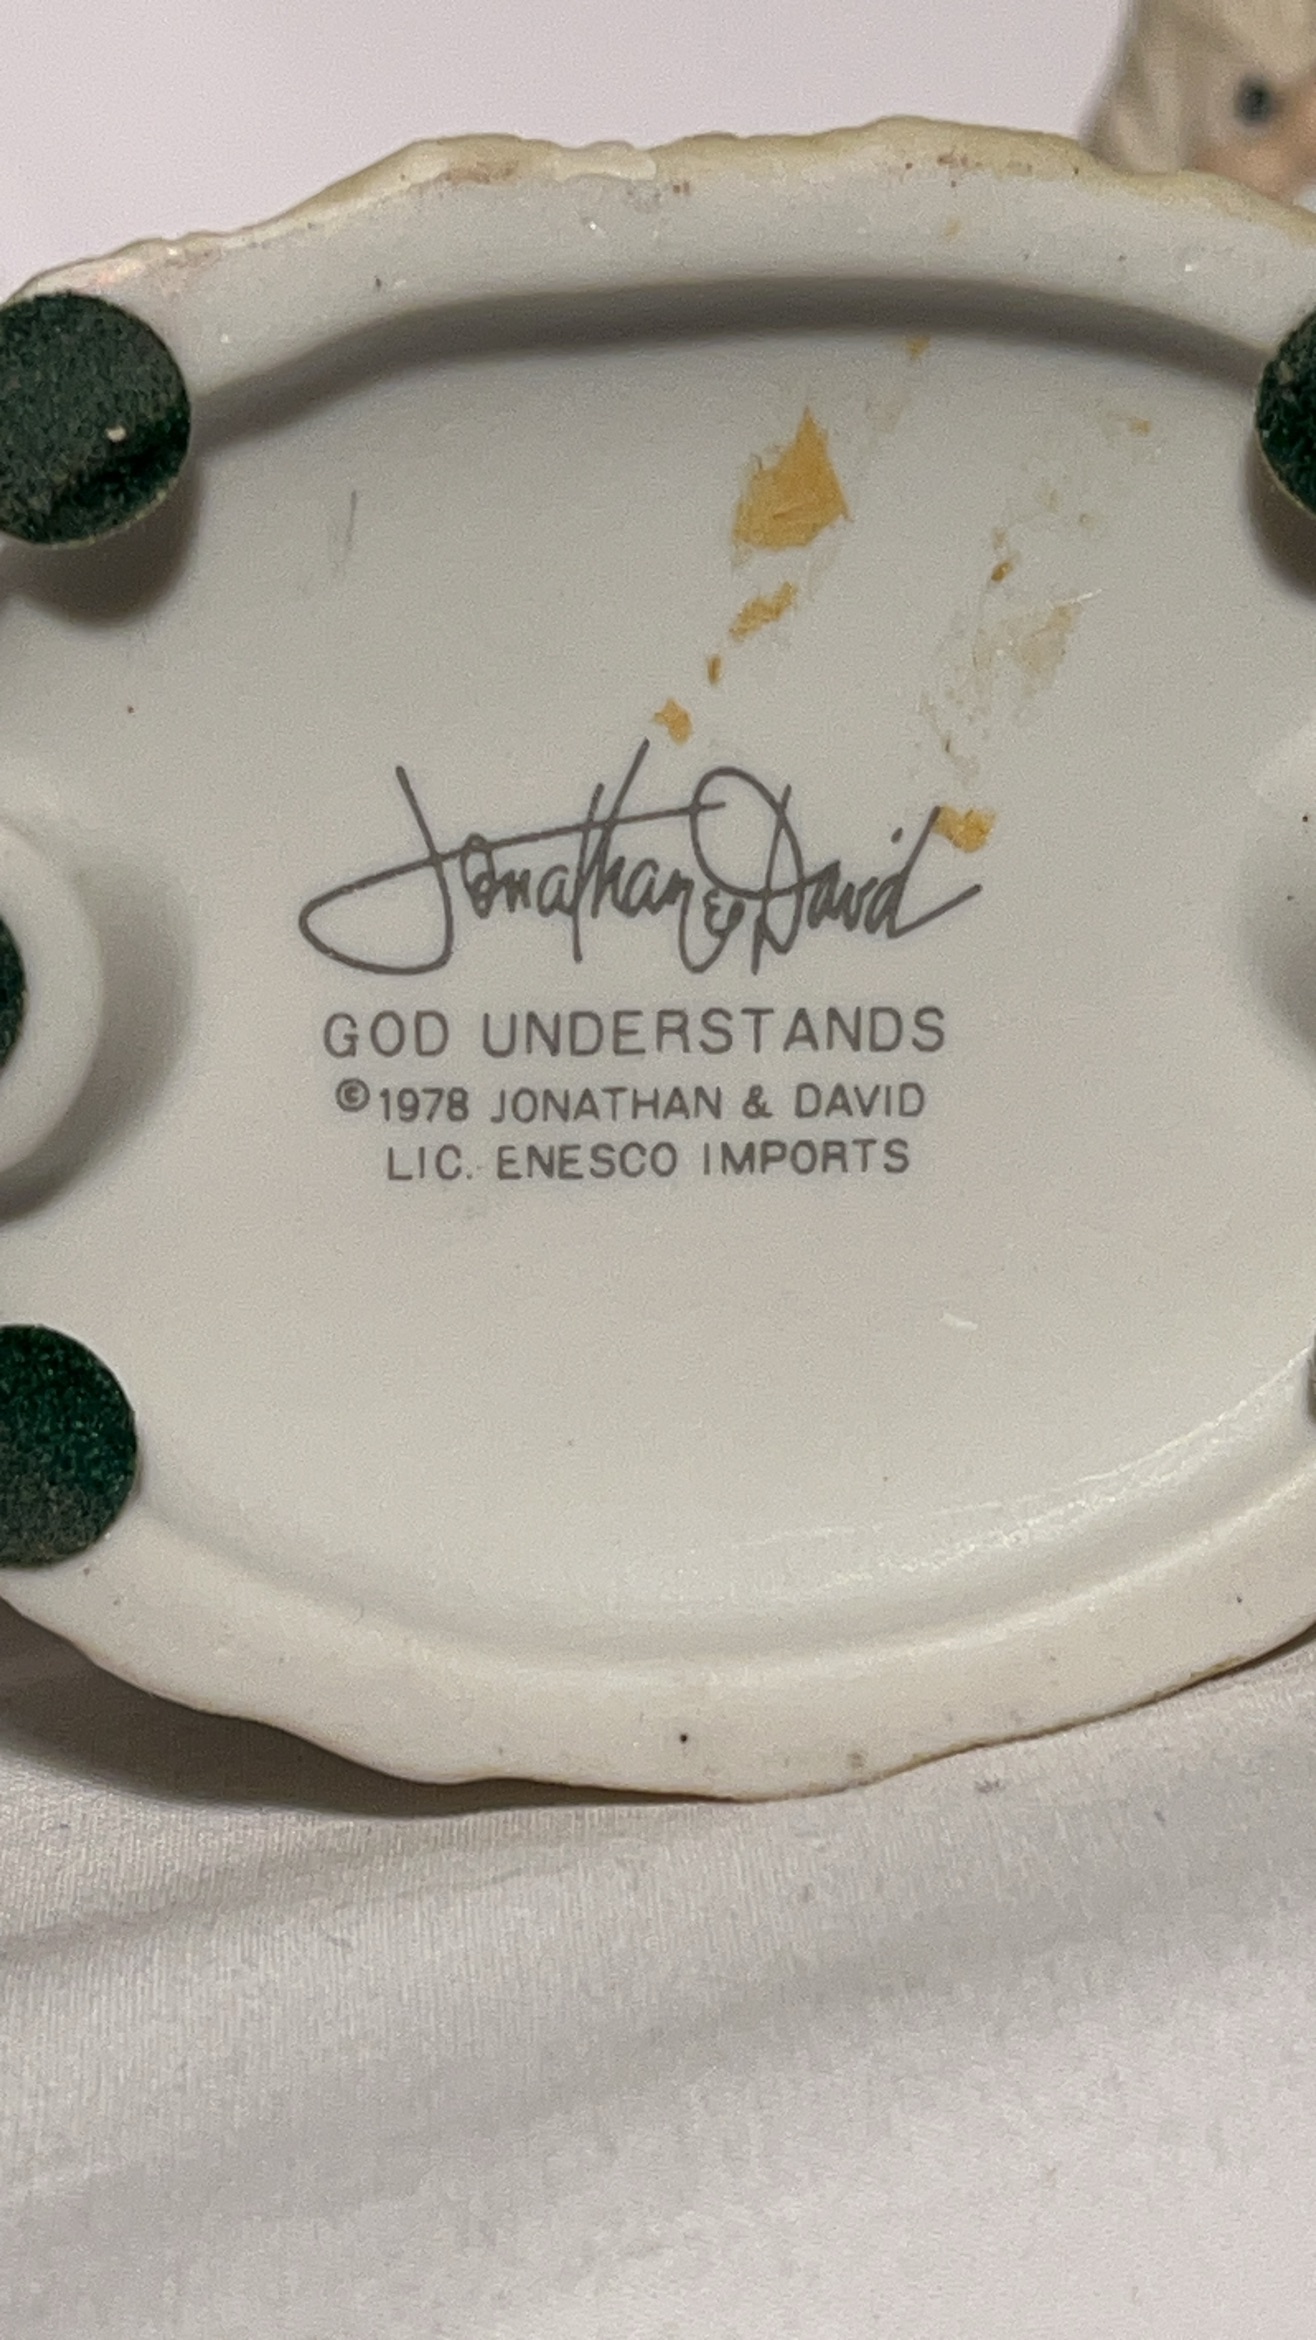 Jonathan & David
GOD UNDERSTANDS
©1978 JONATHAN & DAVID
LIC. ENESCO IMPORTS